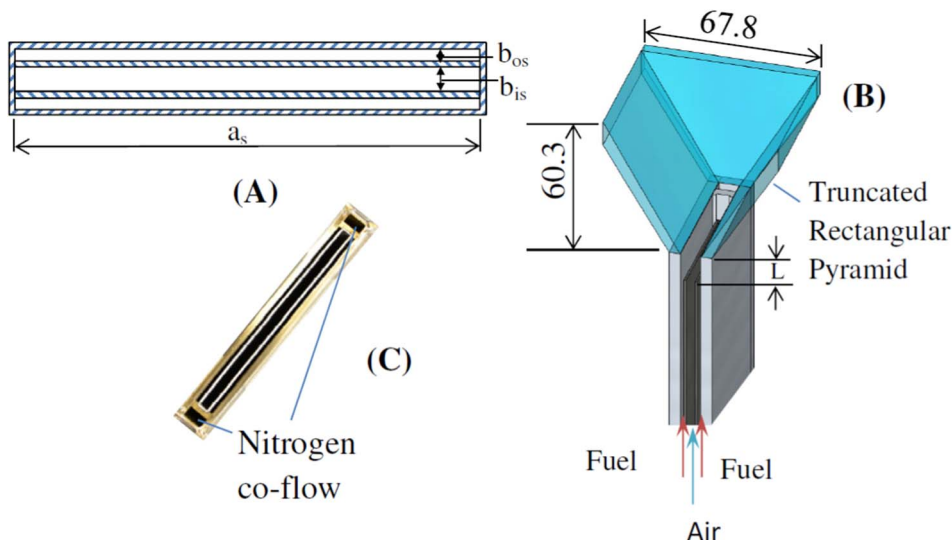 b_os
b_is
a_s
(A)
67.8
(B)
60.3
Truncated
Rectangular
Pyramid
L
(C)
Nitrogen
co-flow
Fuel
Fuel
Air